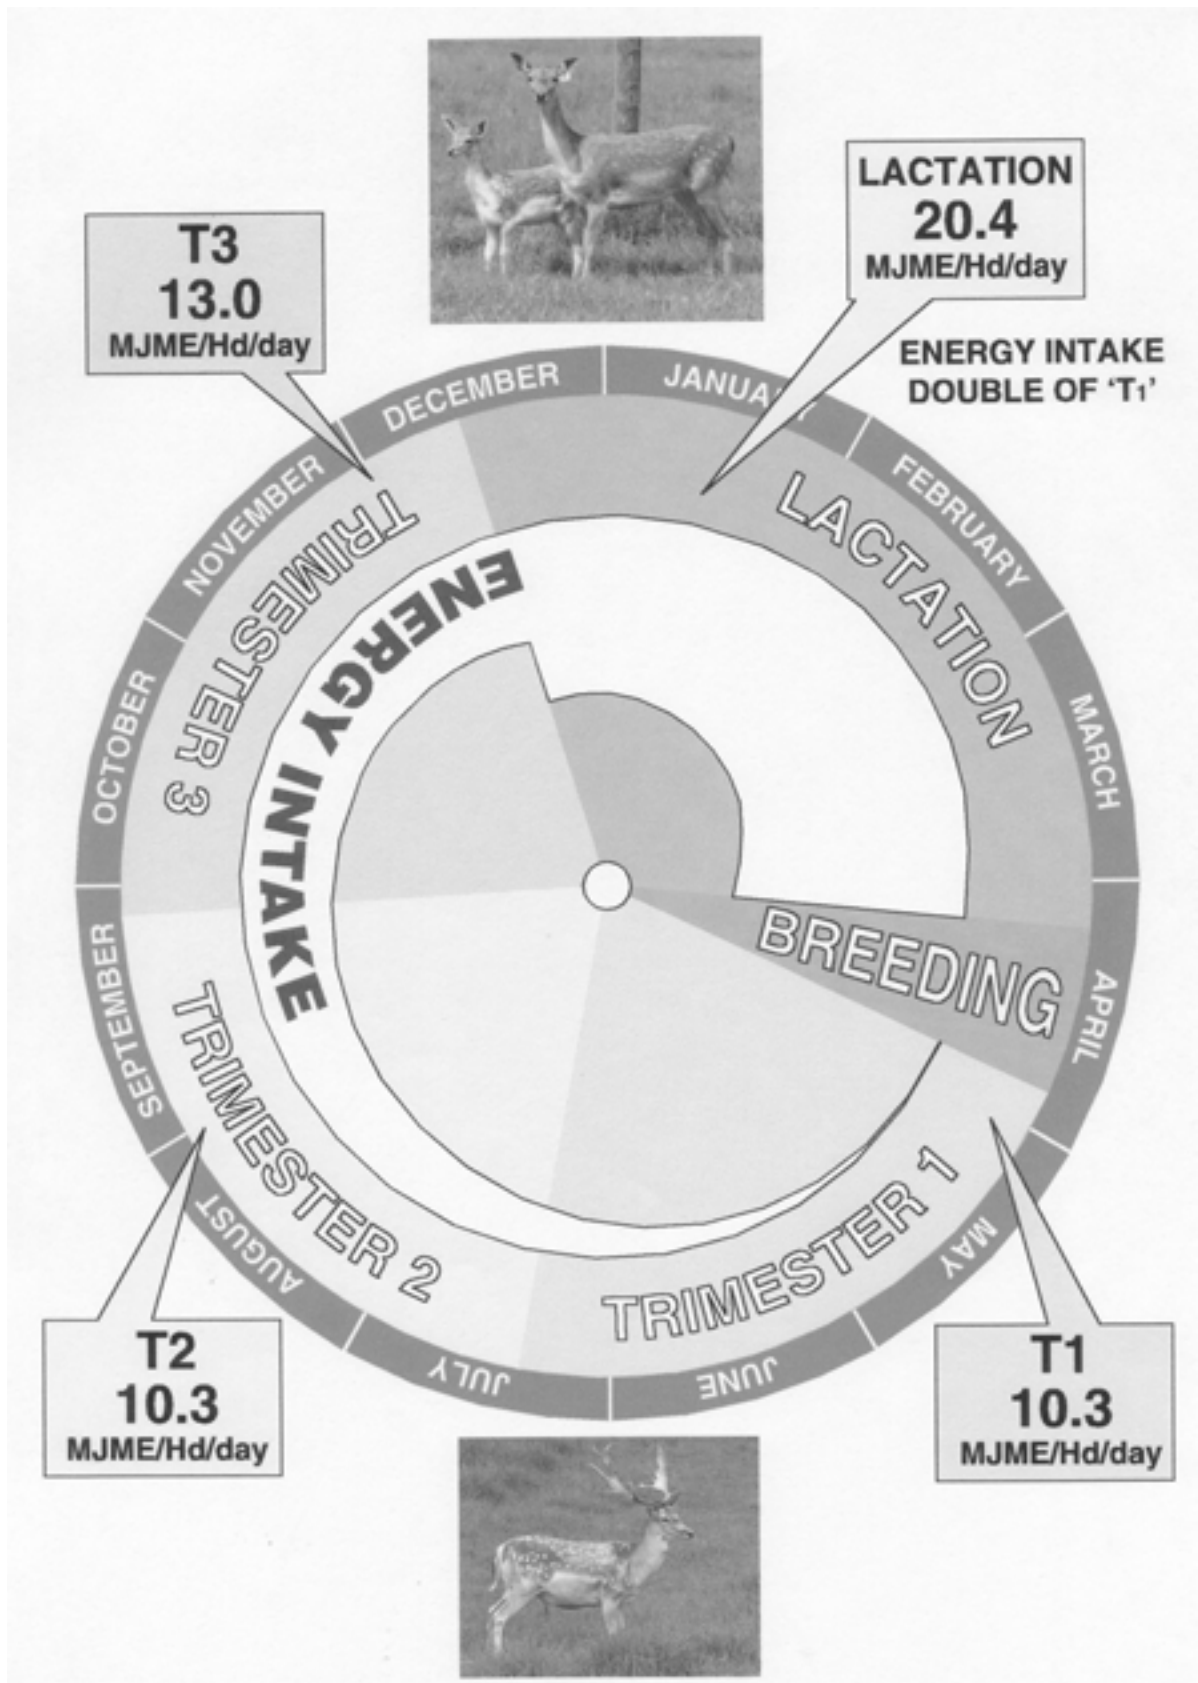 T3
13.0
MJME/Hd/day
LACTATION
20.4
MJME/Hd/day
ENERGY INTAKE
DOUBLE OF ‘T1’
JANUARY
FEBRUARY
MARCH
APRIL
MAY
JUNE
JULY
AUGUST
SEPTEMBER
OCTOBER
NOVEMBER
DECEMBER
LACTATION
BREEDING
TRIMESTER 1
TRIMESTER 2
TRIMESTER 3
ENERGY INTAKE
T2
10.3
MJME/Hd/day
T1
10.3
MJME/Hd/day